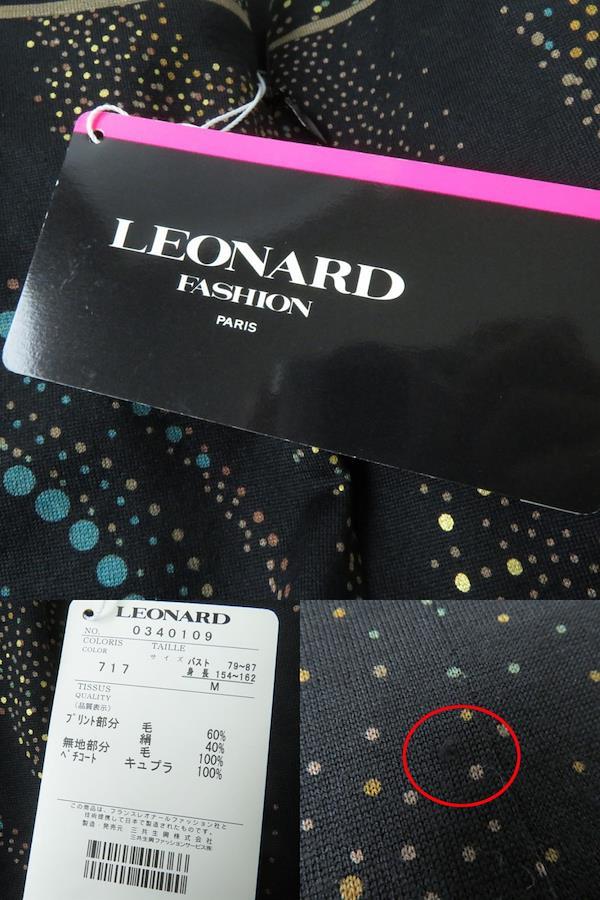 LEONARD
FASHION
PARIS
LEONARD
NO. 0340109
COLORIS TAILLE
COLOR サイズ バスト 79~87
717 身長 154~162
TISSUS M
QUALITY
(品質表示)
プリント部分 毛 60%
絹 40%
無地部分 毛 100%
ペチコート キュプラ 100%
この商品は、フランスレオナールファッション社と
技術提携して日本で製造されたものです。
製造・発売元 三共生興株式会社
三共生興ファッションサービス㈱